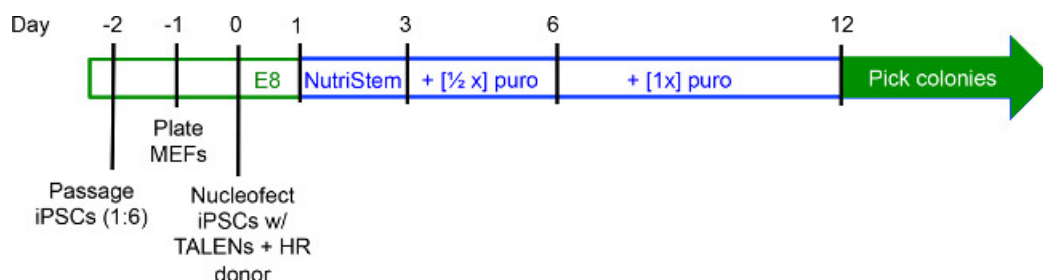 Day -2 -1 0 1 3 6 12
E8 NutriStem + [½ x] puro + [1x] puro Pick colonies
Plate
MEFs
Passage
iPSCs (1:6)
Nucleofect
iPSCs w/
TALENs + HR
donor